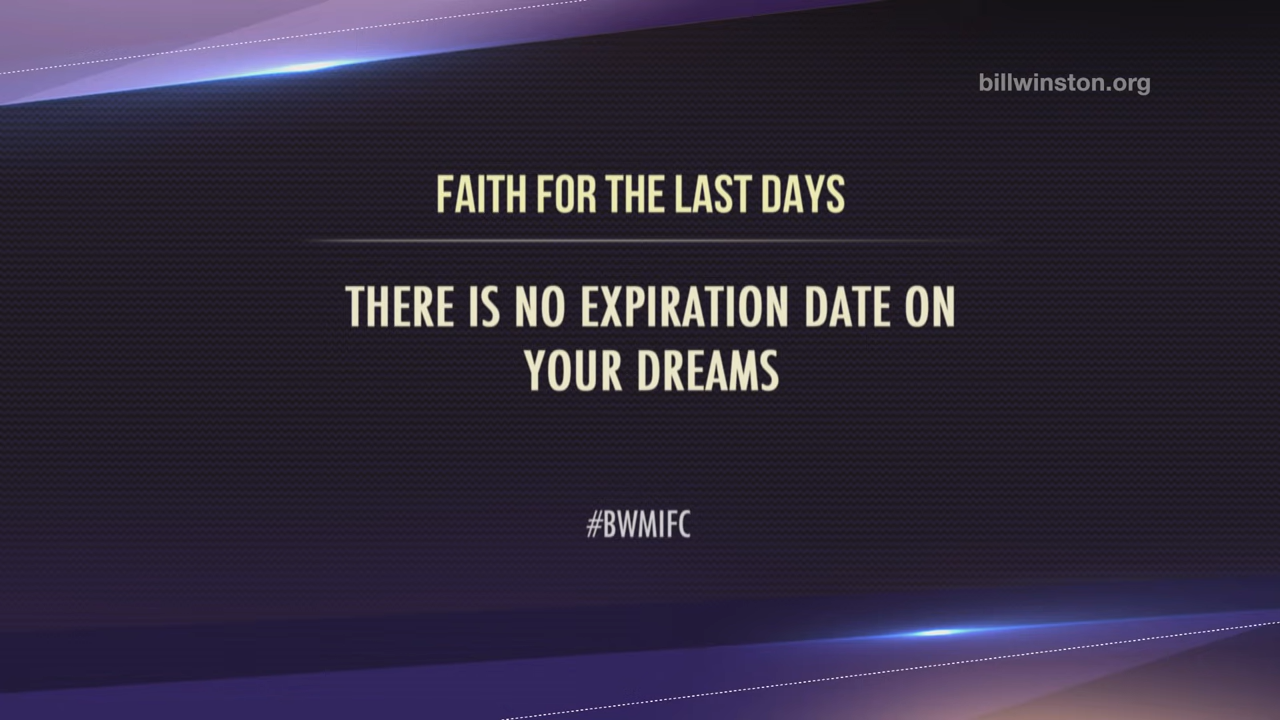 billwinston.org
FAITH FOR THE LAST DAYS
THERE IS NO EXPIRATION DATE ON
YOUR DREAMS
#BWMIFC